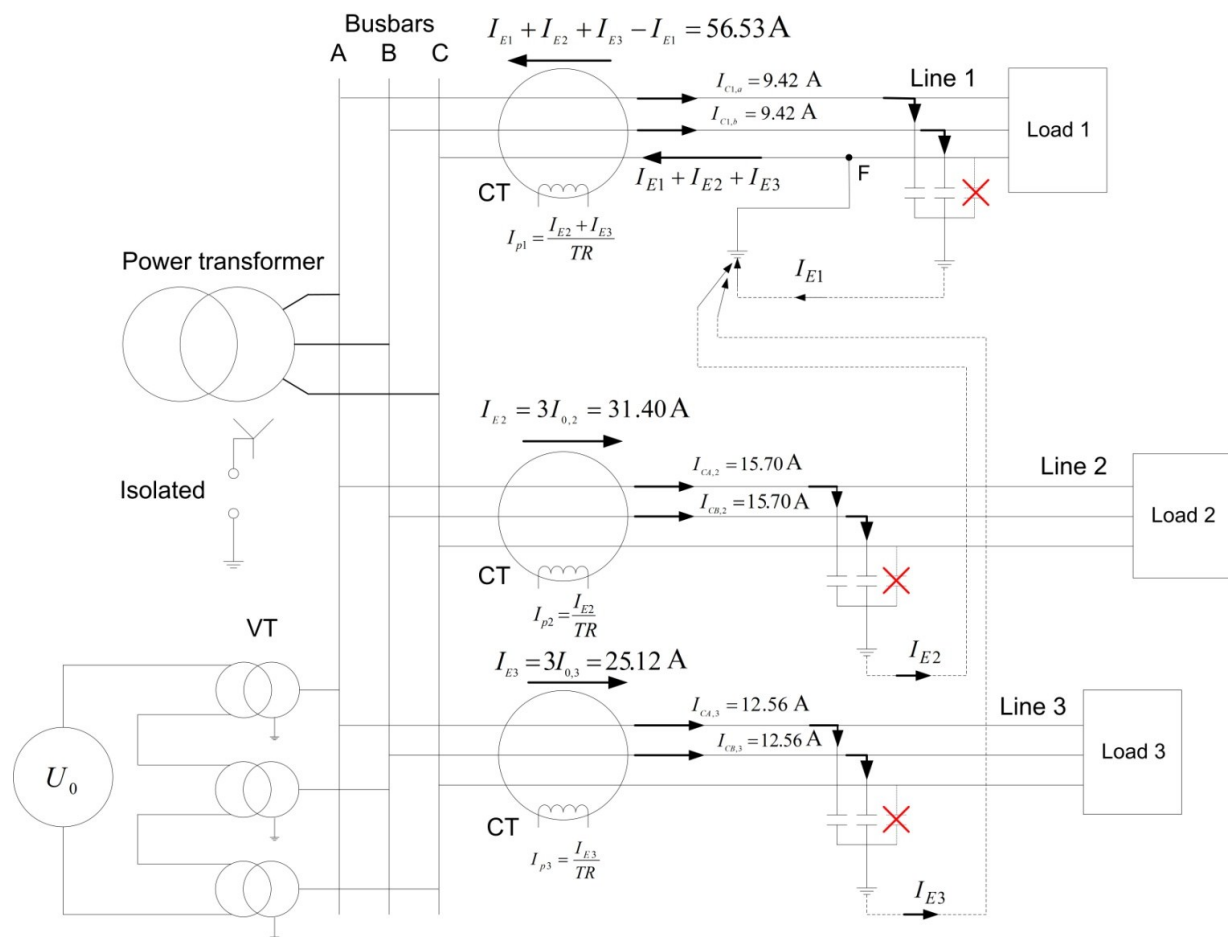 Busbars
A B C
I_{E1} + I_{E2} + I_{E3} - I_{E1} = 56.53 A
I_{C1,a} = 9.42 A
I_{C1,b} = 9.42 A
Line 1
Load 1
CT
I_{E1} + I_{E2} + I_{E3}
F
I_{p1} = \frac{I_{E2} + I_{E3}}{TR}
I_{E1}
Power transformer
Isolated
I_{E2} = 3I_{0,2} = 31.40 A
I_{CA,2} = 15.70 A
I_{CB,2} = 15.70 A
Line 2
Load 2
CT
I_{p2} = \frac{I_{E2}}{TR}
I_{E2}
VT
U_0
I_{E3} = 3I_{0,3} = 25.12 A
I_{CA,3} = 12.56 A
I_{CB,3} = 12.56 A
Line 3
Load 3
CT
I_{p3} = \frac{I_{E3}}{TR}
I_{E3}